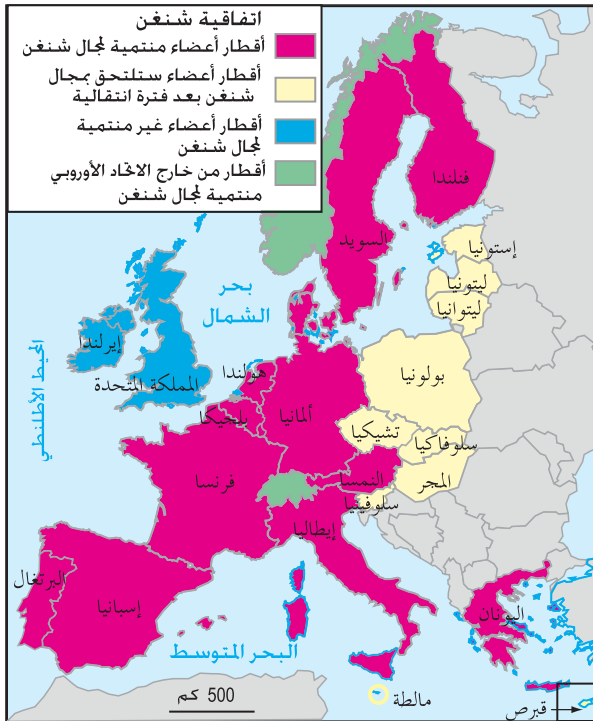 اتفاقية شنغن
أقطار أعضاء منتمية لمجال شنغن
أقطار أعضاء ستلتحق بمجال
شنغن بعد فترة انتقالية
أقطار أعضاء غير منتمية
لمجال شنغن
أقطار من خارج الاتحاد الأوروبي
منتمية لمجال شنغن
فنلندا
السويد
إستونيا
ليتونيا
ليتوانيا
بحر
الشمال
إيرلندا
المملكة المتحدة
المحيط الأطلنطي
هولندا
بلجيكا
ألمانيا
بولونيا
تشيكيا
سلوفاكيا
المجر
النمسا
سلوفينيا
فرنسا
إيطاليا
البرتغال
إسبانيا
اليونان
البحر المتوسط
مالطة
قبرص
500 كم